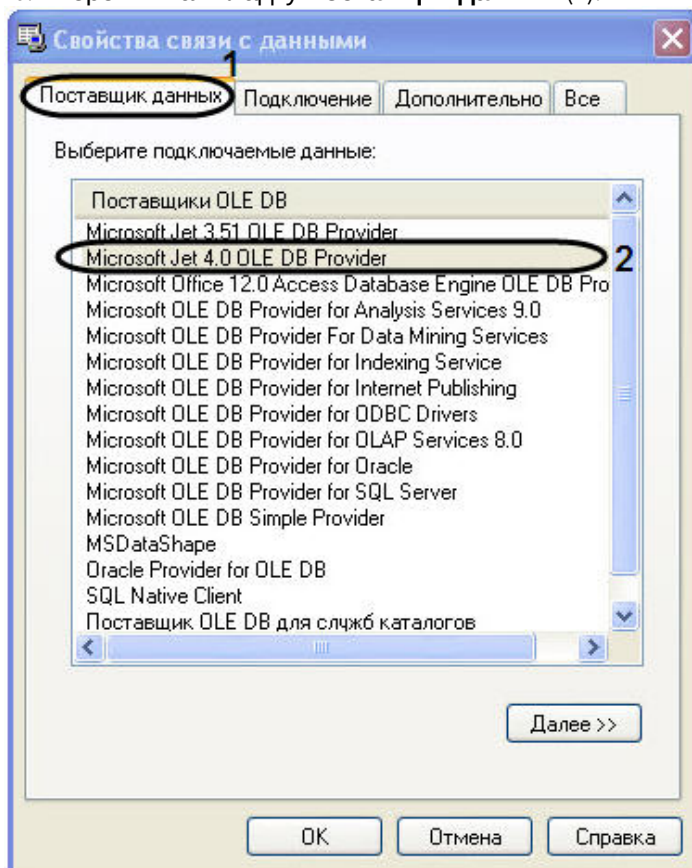 Свойства связи с данными
1
Поставщик данных Подключение Дополнительно Все
Выберите подключаемые данные:
Поставщики OLE DB
Microsoft Jet 3.51 OLE DB Provider
Microsoft Jet 4.0 OLE DB Provider 2
Microsoft Office 12.0 Access Database Engine OLE DB Pro
Microsoft OLE DB Provider for Analysis Services 9.0
Microsoft OLE DB Provider For Data Mining Services
Microsoft OLE DB Provider for Indexing Service
Microsoft OLE DB Provider for Internet Publishing
Microsoft OLE DB Provider for ODBC Drivers
Microsoft OLE DB Provider for OLAP Services 8.0
Microsoft OLE DB Provider for Oracle
Microsoft OLE DB Provider for SQL Server
Microsoft OLE DB Simple Provider
MSDataShape
Oracle Provider for OLE DB
SQL Native Client
Поставщик OLE DB для служб каталогов
Далее >>
OK Отмена Справка